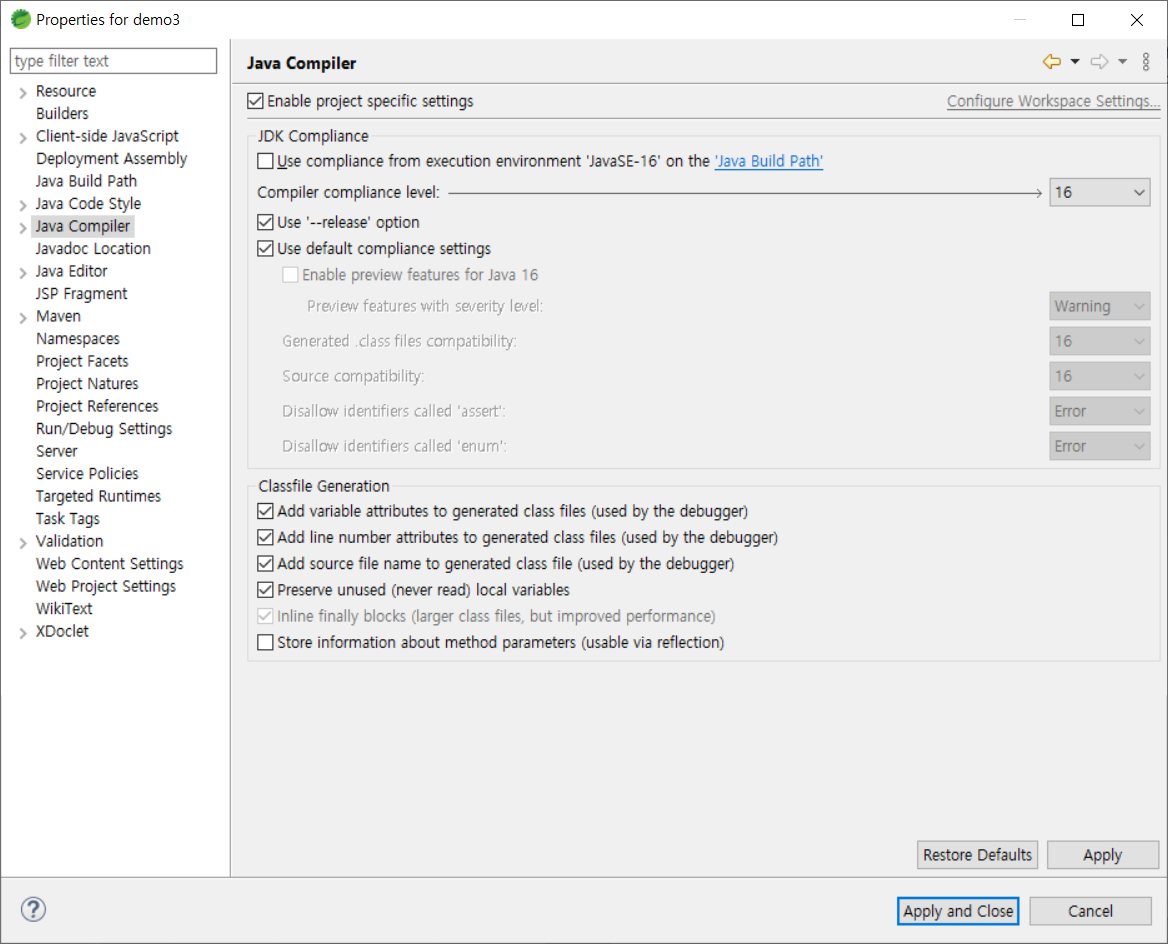 Properties for demo3
type filter text
Resource
Builders
Client-side JavaScript
Deployment Assembly
Java Build Path
Java Code Style
Java Compiler
Javadoc Location
Java Editor
JSP Fragment
Maven
Namespaces
Project Facets
Project Natures
Project References
Run/Debug Settings
Server
Service Policies
Targeted Runtimes
Task Tags
Validation
Web Content Settings
Web Project Settings
WikiText
XDoclet
Java Compiler
Enable project specific settings
Configure Workspace Settings...
JDK Compliance
Use compliance from execution environment 'JavaSE-16' on the 'Java Build Path'
Compiler compliance level: 16
Use '--release' option
Use default compliance settings
Enable preview features for Java 16
Preview features with severity level: Warning
Generated .class files compatibility: 16
Source compatibility: 16
Disallow identifiers called 'assert': Error
Disallow identifiers called 'enum': Error
Classfile Generation
Add variable attributes to generated class files (used by the debugger)
Add line number attributes to generated class files (used by the debugger)
Add source file name to generated class file (used by the debugger)
Preserve unused (never read) local variables
Inline finally blocks (larger class files, but improved performance)
Store information about method parameters (usable via reflection)
Restore Defaults
Apply
?
Apply and Close
Cancel